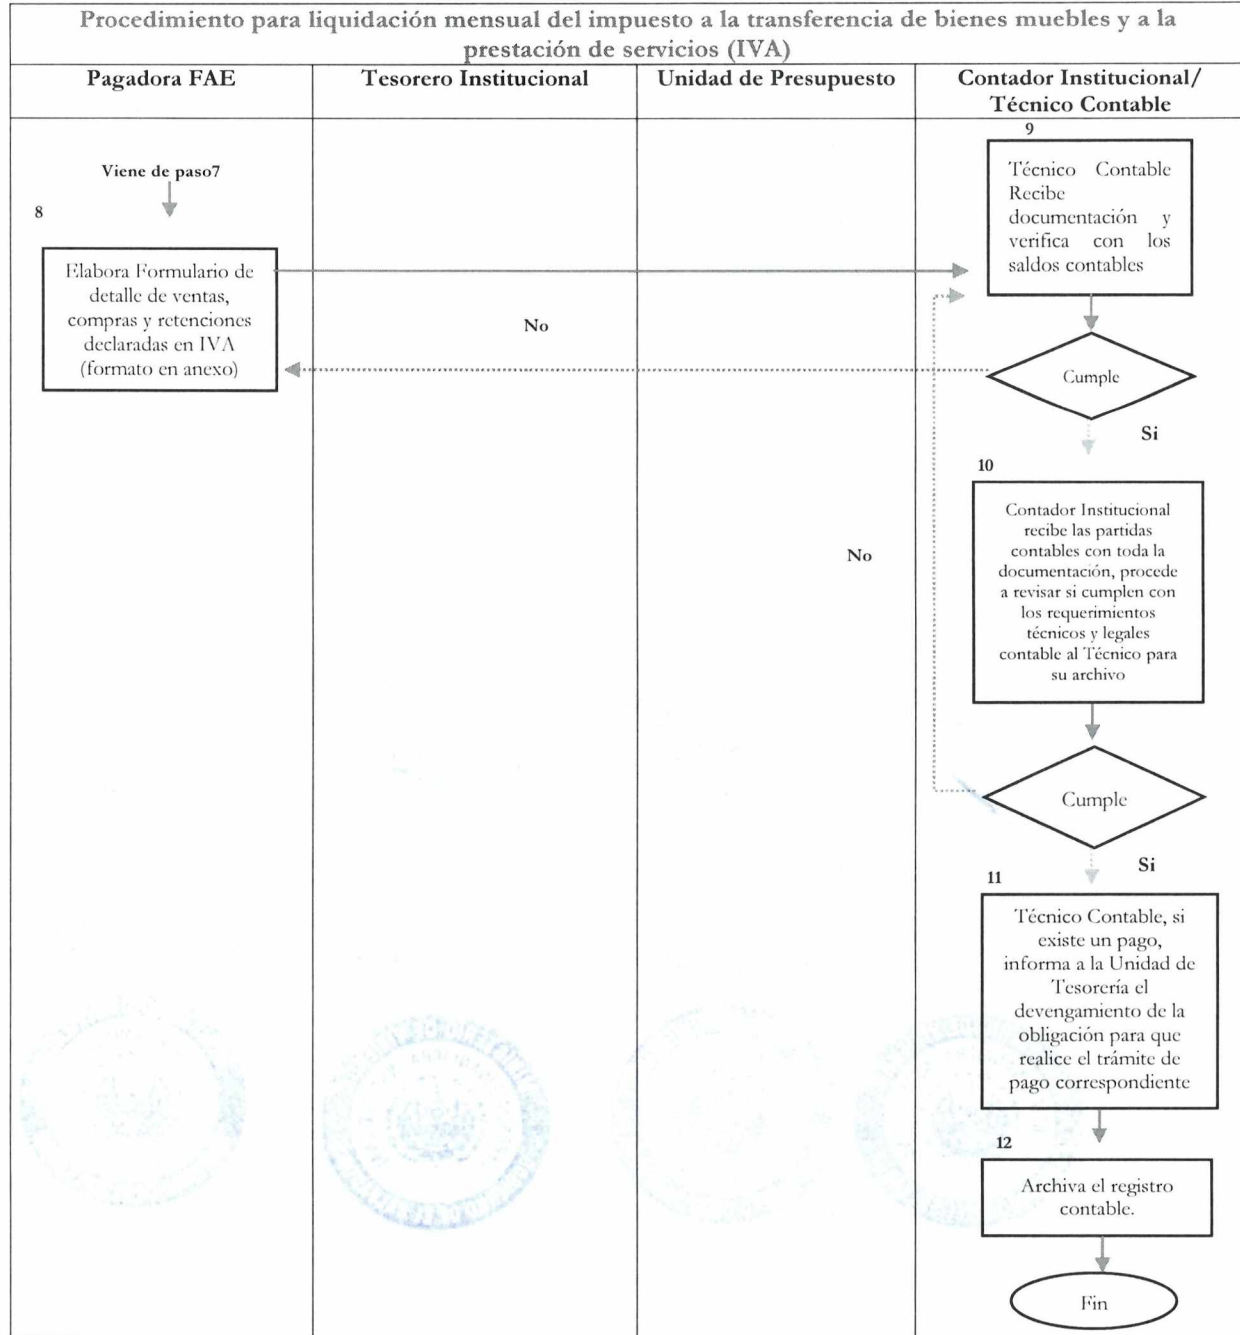 Procedimiento para liquidación mensual del impuesto a la transferencia de bienes muebles y a la
prestación de servicios (IVA)
Pagadora FAE
Tesorero Institucional
Unidad de Presupuesto
Contador Institucional/
Técnico Contable
Viene de paso7
8
Elabora Formulario de
detalle de ventas,
compras y retenciones
declaradas en IVA
(formato en anexo)
No
9
Técnico Contable
Recibe
documentación y
verifica con los
saldos contables
Cumple
Si
10
Contador Institucional
recibe las partidas
contables con toda la
documentación, procede
a revisar si cumplen con
los requerimientos
técnicos y legales
contable al Técnico para
su archivo
No
Cumple
Si
11
Técnico Contable, si
existe un pago,
informa a la Unidad de
Tesorería el
devengamiento de la
obligación para que
realice el trámite de
pago correspondiente
12
Archiva el registro
contable.
Fin